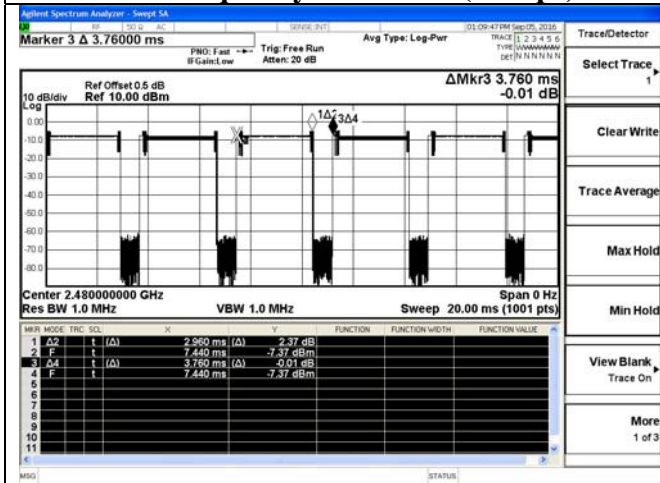 Agilent Spectrum Analyzer - Swept SA
RF 50 Ω AC SENSE:INT 01:09:47 PM Sep 05, 2016
Marker 3 Δ 3.76000 ms
Avg Type: Log-Pwr
TRACE 1 2 3 4 5 6
TYPE WWWWWW
DET N N N N N N
PNO: Fast
IFGain:Low
Trig: Free Run
Atten: 20 dB
ΔMkr3 3.760 ms
-0.01 dB
Ref Offset 0.5 dB
10 dB/div Ref 10.00 dBm
Log
0.00
-10.0
-20.0
-30.0
-40.0
-50.0
-60.0
-70.0
-80.0
3Δ4
Center 2.480000000 GHz
Span 0 Hz
Res BW 1.0 MHz
VBW 1.0 MHz
Sweep 20.00 ms (1001 pts)
MKR MODE TRC SCL X Y FUNCTION FUNCTION WIDTH FUNCTION VALUE
1 Δ2 t (Δ) 2.960 ms (Δ) 2.37 dB
2 F t 7.440 ms -7.37 dBm
3 Δ4 t (Δ) 3.760 ms (Δ) -0.01 dB
4 F t 7.440 ms -7.37 dBm
5
6
7
8
9
10
11
MSG STATUS
Trace/Detector
Select Trace
1
Clear Write
Trace Average
Max Hold
Min Hold
View Blank
Trace On
More
1 of 3